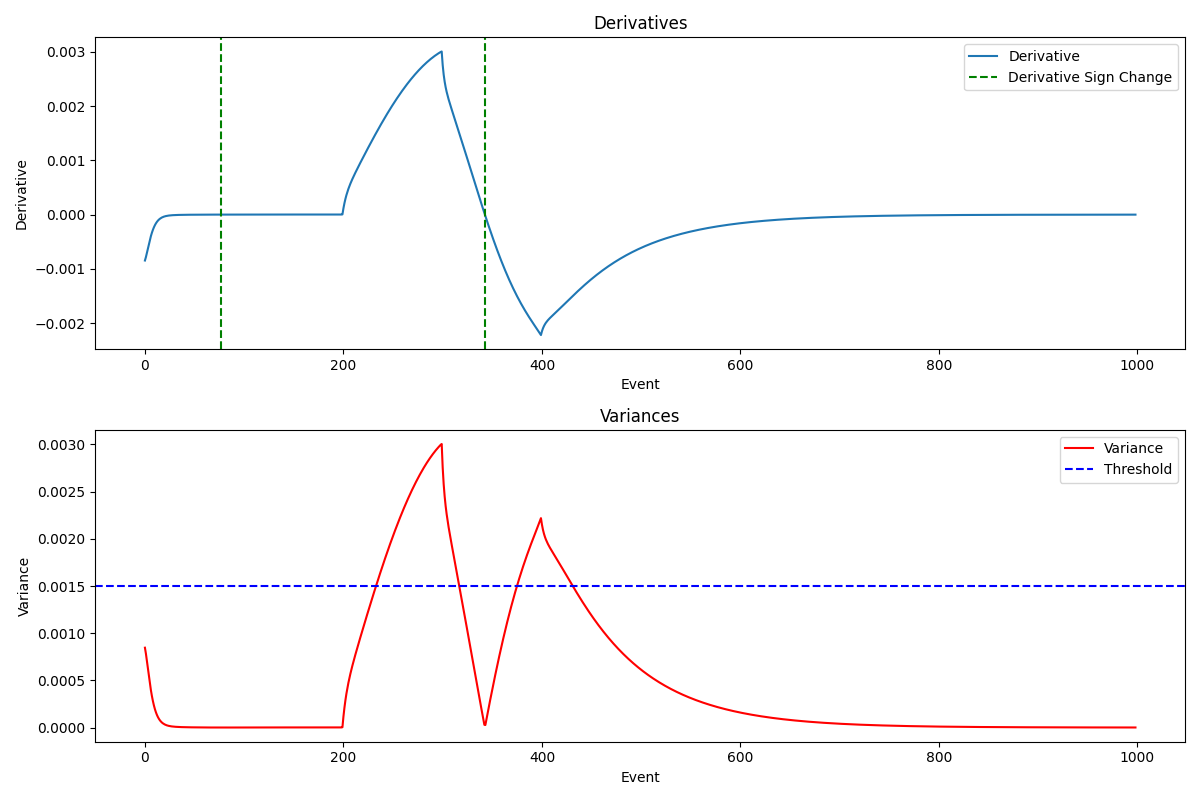 Derivatives
Derivative
Derivative Sign Change
0.003
0.002
0.001
0.000
−0.001
−0.002
Derivative
0
200
400
600
800
1000
Event
Variances
Variance
Threshold
0.0030
0.0025
0.0020
0.0015
0.0010
0.0005
0.0000
Variance
0
200
400
600
800
1000
Event